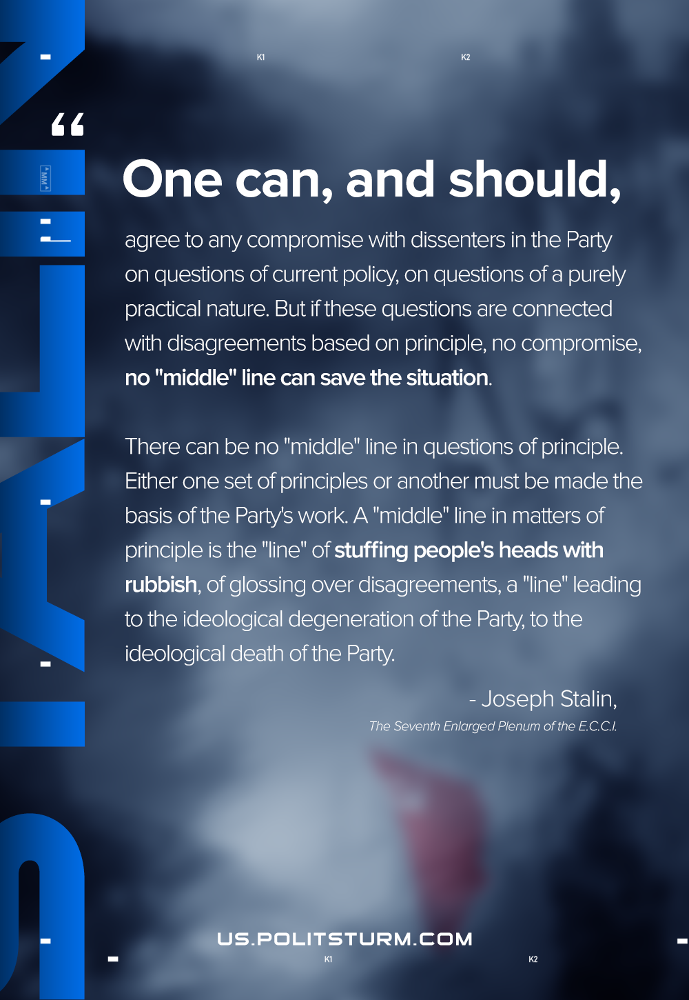 K1 K2
STALIN
“
MM
One can, and should,
agree to any compromise with dissenters in the Party
on questions of current policy, on questions of a purely
practical nature. But if these questions are connected
with disagreements based on principle, no compromise,
no "middle" line can save the situation.
There can be no "middle" line in questions of principle.
Either one set of principles or another must be made the
basis of the Party's work. A "middle" line in matters of
principle is the "line" of stuffing people's heads with
rubbish, of glossing over disagreements, a "line" leading
to the ideological degeneration of the Party, to the
ideological death of the Party.
- Joseph Stalin,
The Seventh Enlarged Plenum of the E.C.C.I.
US.POLITSTURM.COM
K1 K2